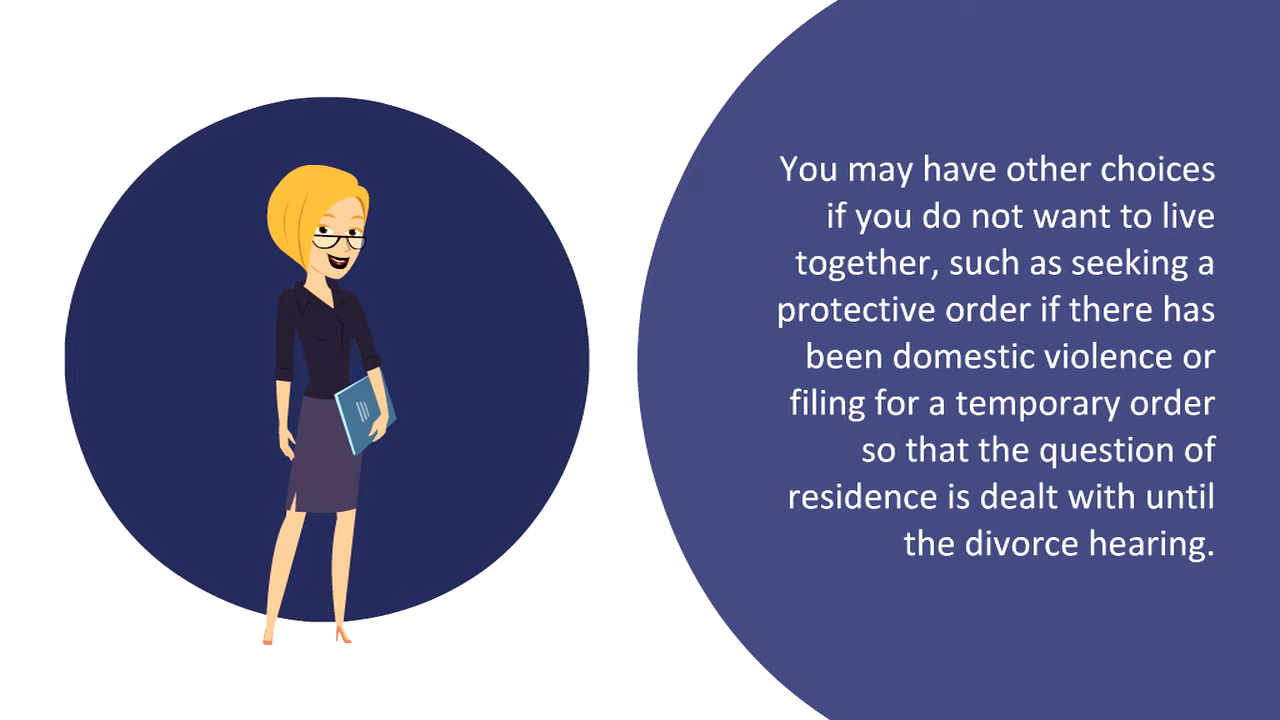 You may have other choices
if you do not want to live
together, such as seeking a
protective order if there has
been domestic violence or
filing for a temporary order
so that the question of
residence is dealt with until
the divorce hearing.